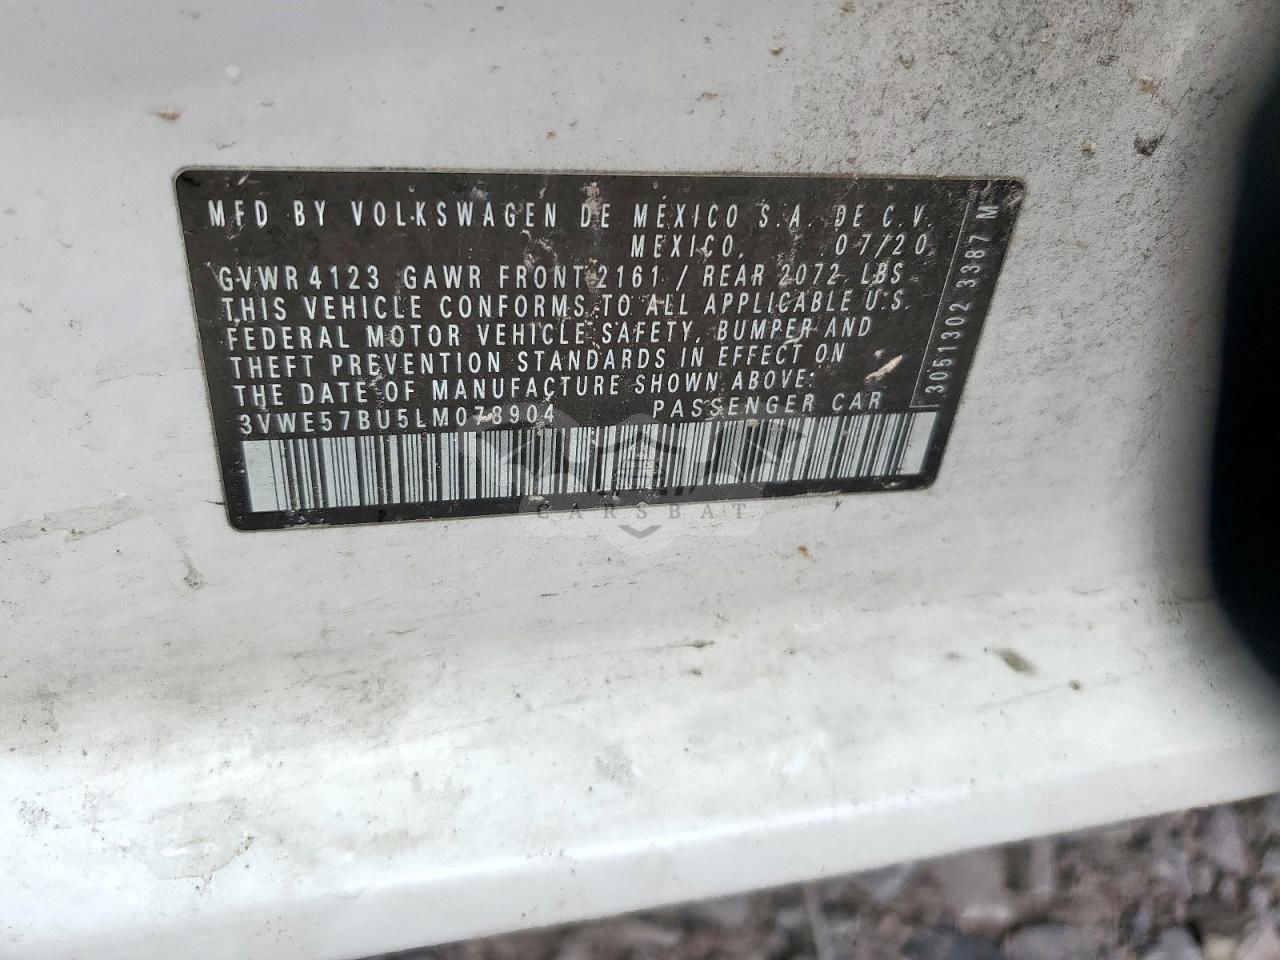 MFD BY VOLKSWAGEN DE MEXICO S.A. DE C.V.
MEXICO, 07/20
GVWR 4123 GAWR FRONT 2161 / REAR 2072 LBS
THIS VEHICLE CONFORMS TO ALL APPLICABLE U.S.
FEDERAL MOTOR VEHICLE SAFETY, BUMPER AND
THEFT PREVENTION STANDARDS IN EFFECT ON
THE DATE OF MANUFACTURE SHOWN ABOVE:
3VWE57BU5LM078904 PASSENGER CAR
3051302 3387 M
CARSBAT